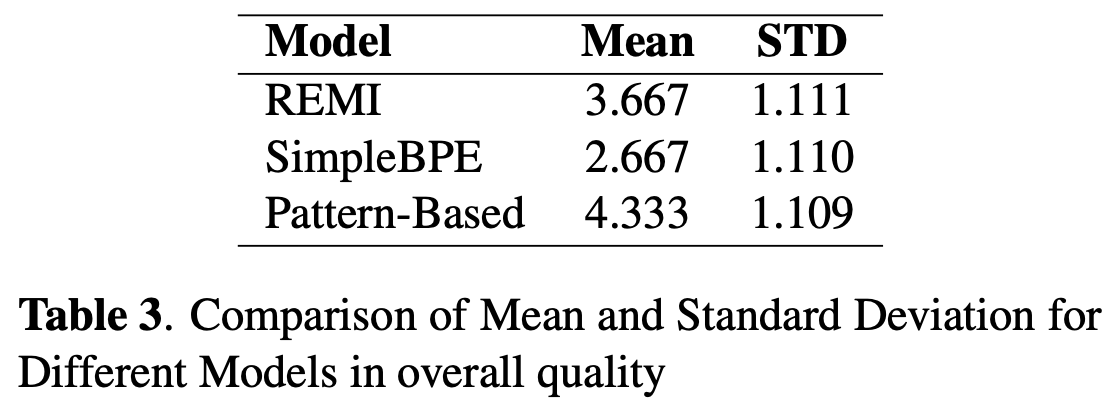 Model Mean STD
REMI 3.667 1.111
SimpleBPE 2.667 1.110
Pattern-Based 4.333 1.109
Table 3. Comparison of Mean and Standard Deviation for
Different Models in overall quality